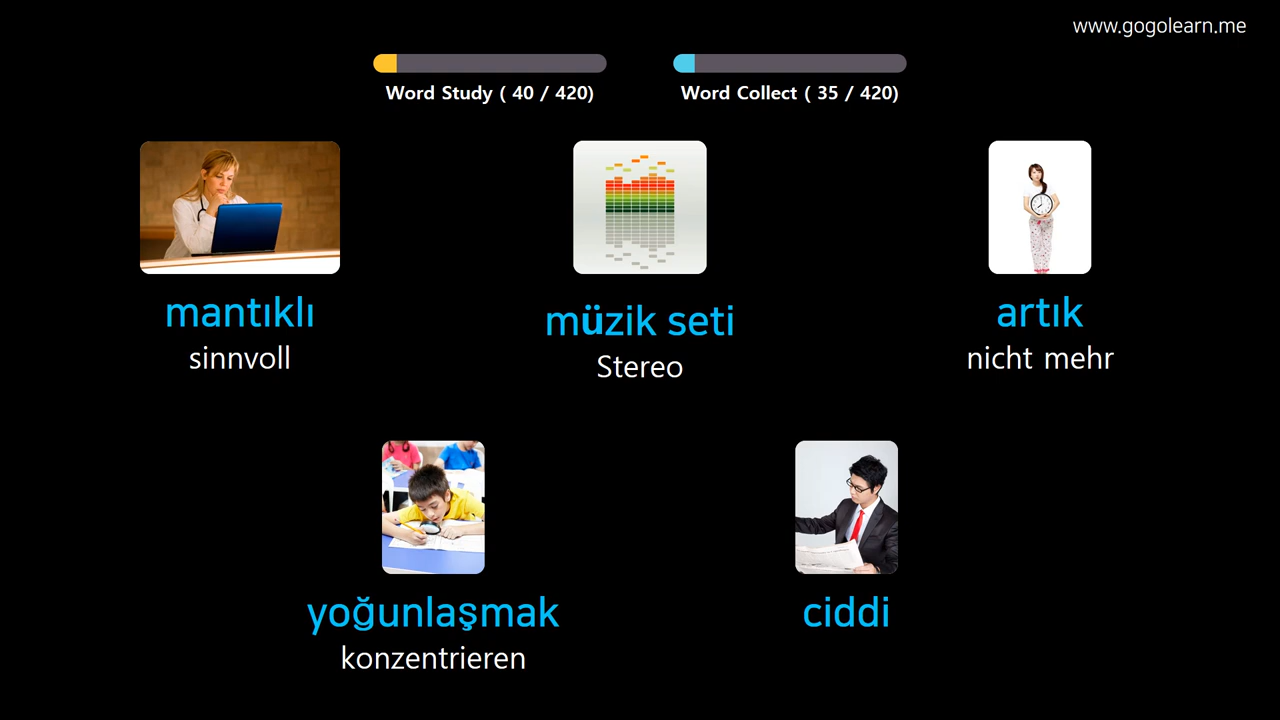 www.gogolearn.me
Word Study ( 40 / 420)
Word Collect ( 35 / 420)
mantıklı
sinnvoll
müzik seti
Stereo
artık
nicht mehr
yoğunlaşmak
konzentrieren
ciddi